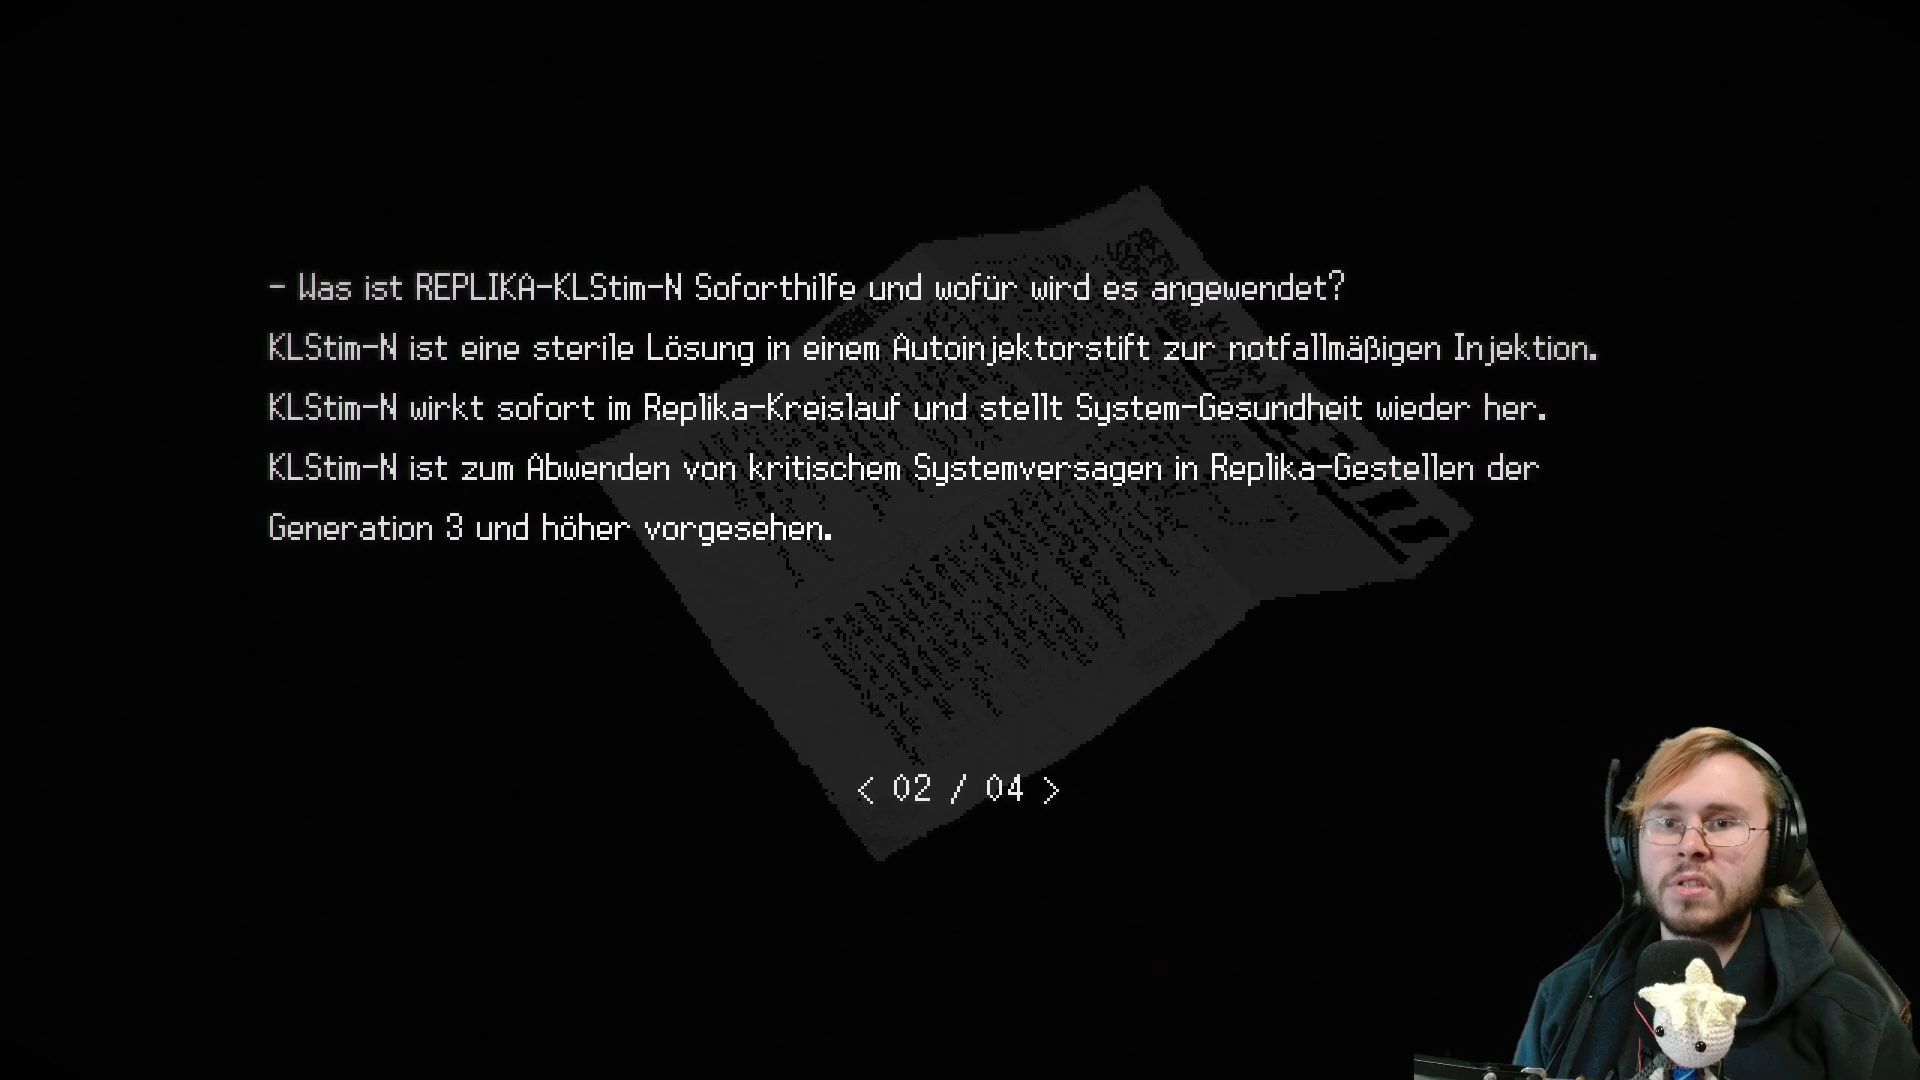 - Was ist REPLIKA-KLStim-N Soforthilfe und wofür wird es angewendet?
KLStim-N ist eine sterile Lösung in einem Autoinjektorstift zur notfallmäßigen Injektion.
KLStim-N wirkt sofort im Replika-Kreislauf und stellt System-Gesundheit wieder her.
KLStim-N ist zum Abwenden von kritischem Systemversagen in Replika-Gestellen der
Generation 3 und höher vorgesehen.
< 02 / 04 >